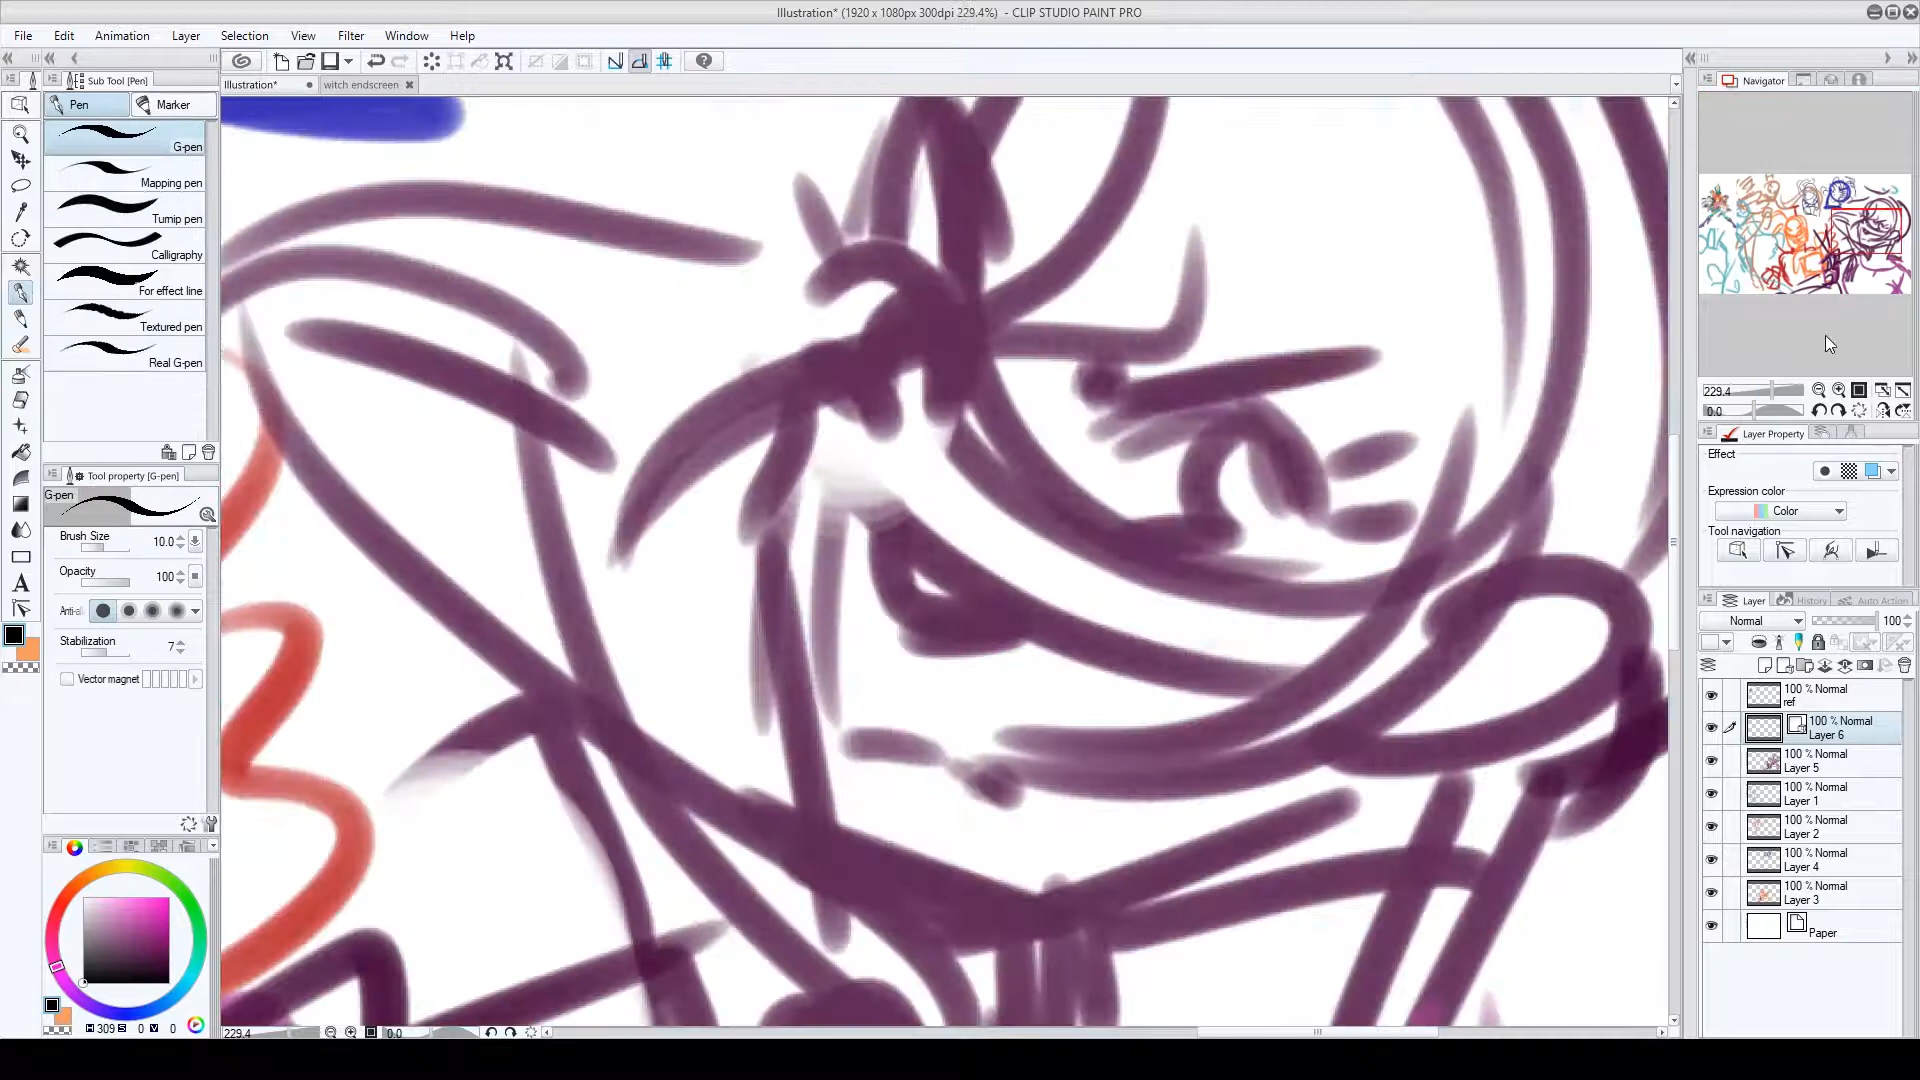 Illustration* (1920 x 1080px 300dpi 229.4%) - CLIP STUDIO PAINT PRO
File Edit Animation Layer Selection View Filter Window Help
Illustration* witch endscreen
Sub Tool [Pen]
Pen Marker
G-pen
Mapping pen
Turnip pen
Calligraphy
For effect line
Textured pen
Real G-pen
Tool property [G-pen]
G-pen
Brush Size 10.0
Opacity 100
Anti-al
Stabilization 7
Vector magnet
H 309 S 0 V 0
229.4 0.0
Navigator
229.4
0.0
Layer Property
Effect
Expression color
Color
Tool navigation
Layer History Auto Action
Normal 100
100 % Normal
ref
100 % Normal
Layer 6
100 % Normal
Layer 5
100 % Normal
Layer 1
100 % Normal
Layer 2
100 % Normal
Layer 4
100 % Normal
Layer 3
Paper